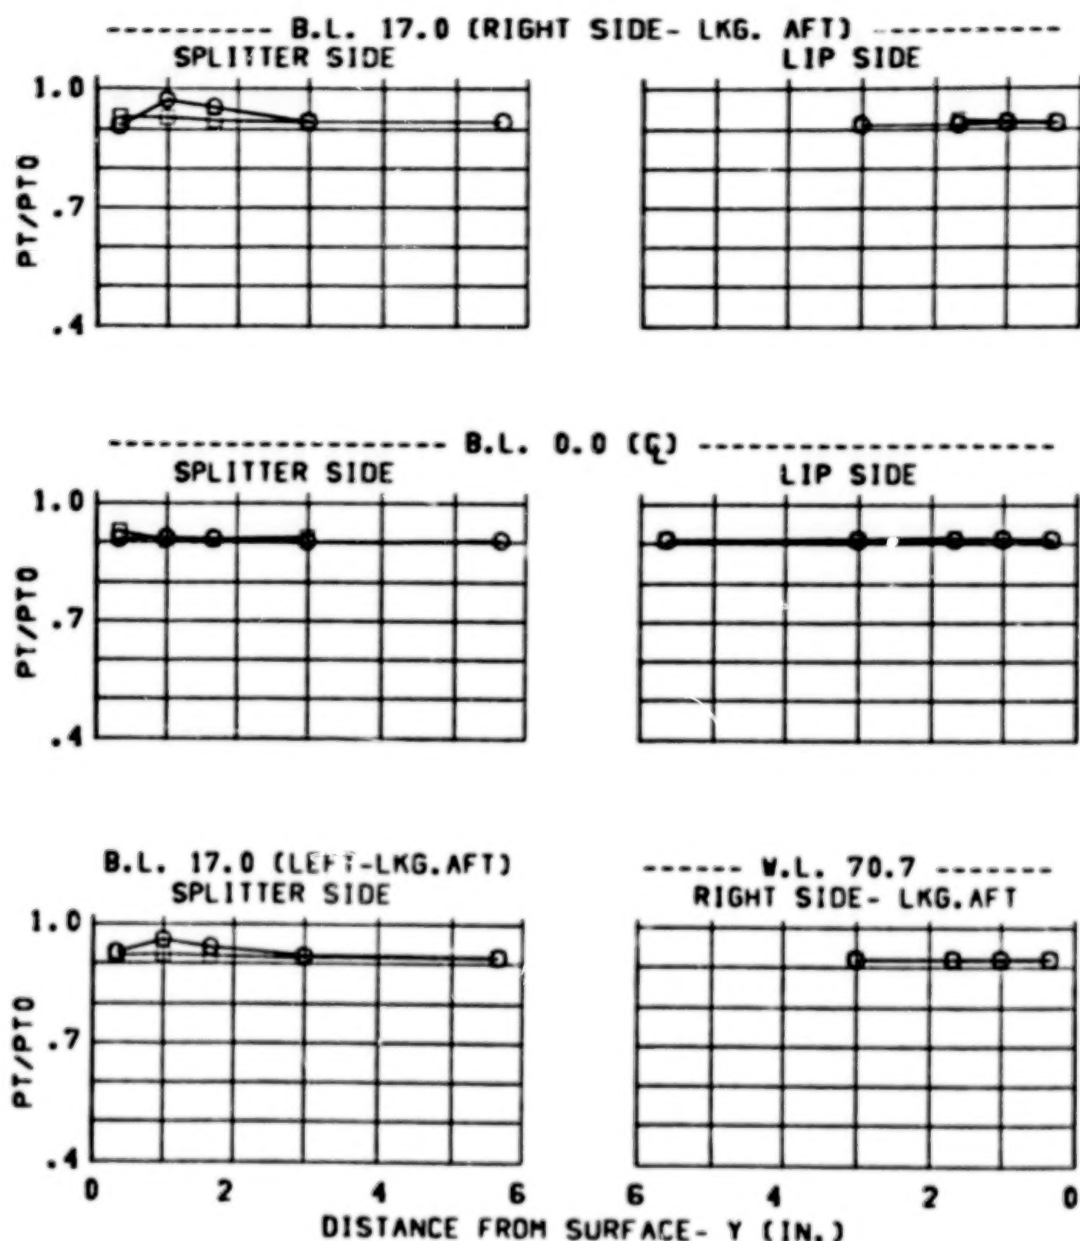 B.L. 17.0 (RIGHT SIDE- LKG. AFT)
SPLITTER SIDE
LIP SIDE
1.0
.7
.4
PT/PTO
B.L. 0.0 (℄)
SPLITTER SIDE
LIP SIDE
1.0
.7
.4
PT/PTO
B.L. 17.0 (LEFT-LKG.AFT)
SPLITTER SIDE
W.L. 70.7
RIGHT SIDE- LKG.AFT
1.0
.7
.4
PT/PTO
0 2 4 6
6 4 2 0
DISTANCE FROM SURFACE- Y (IN.)